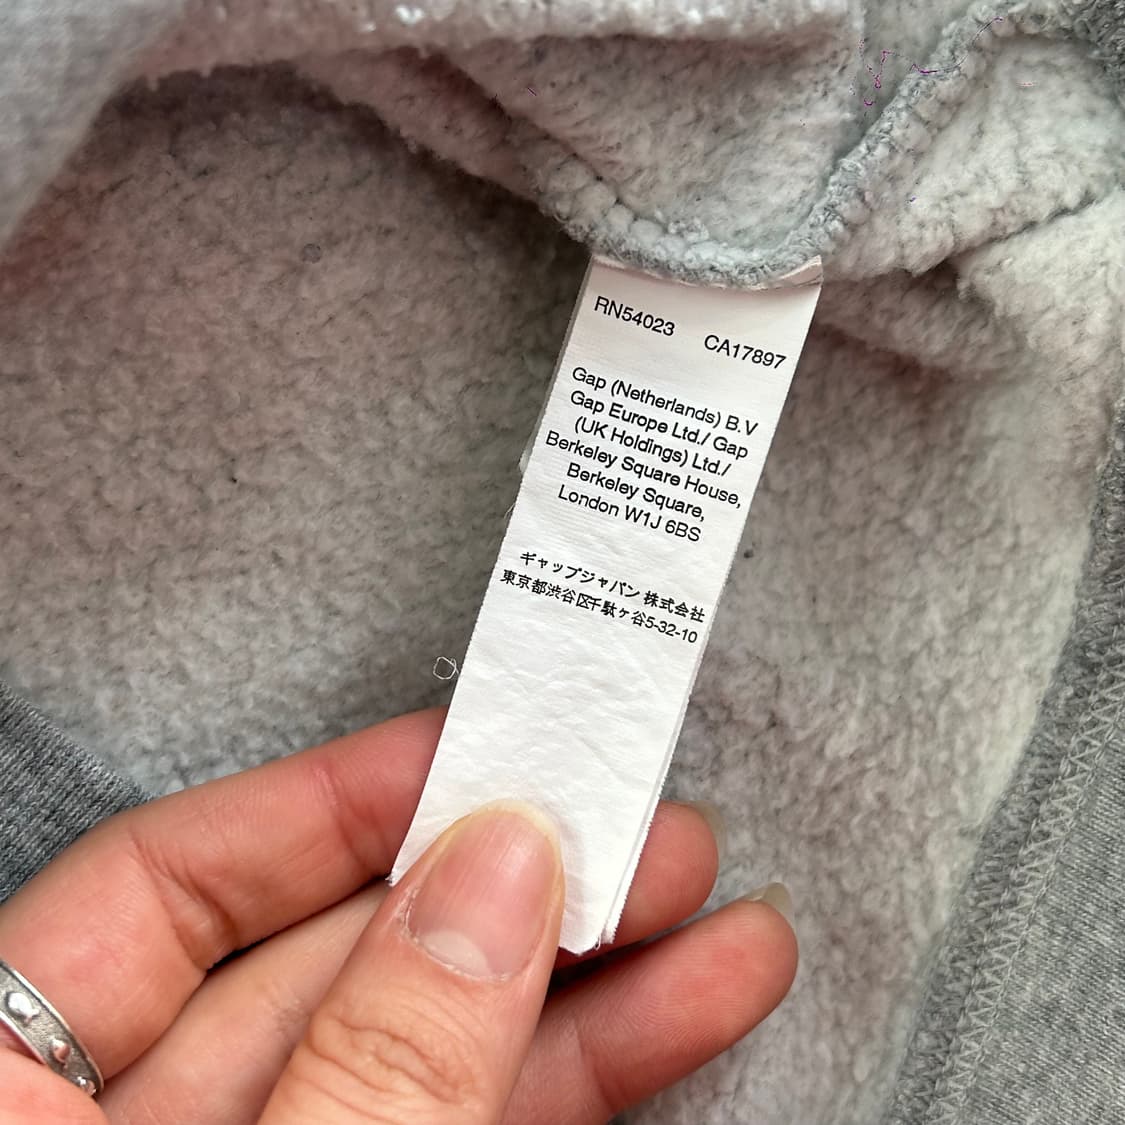 RN54023 CA17897
Gap (Netherlands) B.V
Gap Europe Ltd./ Gap
(UK Holdings) Ltd./
Berkeley Square House,
Berkeley Square,
London W1J 6BS
ギャップジャパン 株式会社
東京都渋谷区千駄ヶ谷5-32-10